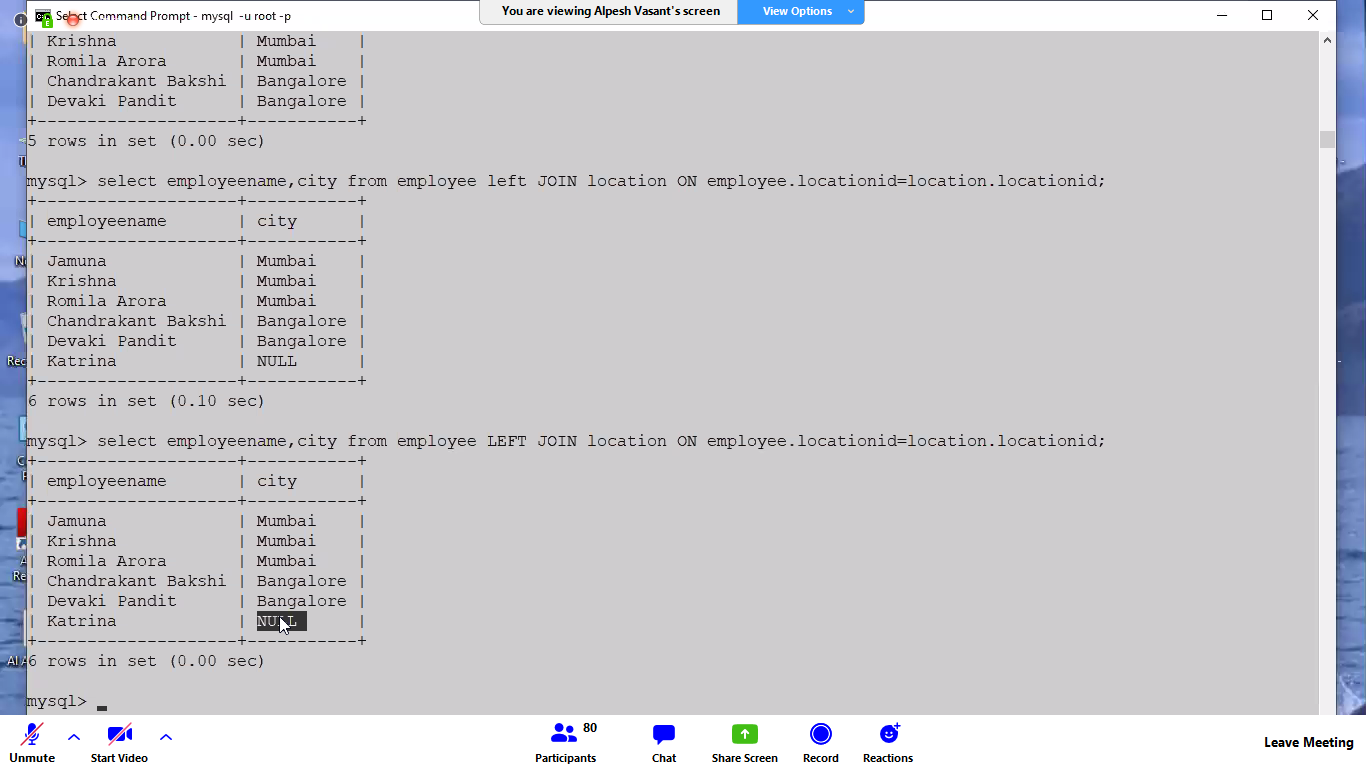 Select Command Prompt - mysql -u root -p
You are viewing Alpesh Vasant's screen
View Options
| Krishna | Mumbai |
| Romila Arora | Mumbai |
| Chandrakant Bakshi | Bangalore |
| Devaki Pandit | Bangalore |
+--------------------+-----------+
5 rows in set (0.00 sec)
mysql> select employeename,city from employee left JOIN location ON employee.locationid=location.locationid;
+--------------------+-----------+
| employeename | city |
+--------------------+-----------+
| Jamuna | Mumbai |
| Krishna | Mumbai |
| Romila Arora | Mumbai |
| Chandrakant Bakshi | Bangalore |
| Devaki Pandit | Bangalore |
| Katrina | NULL |
+--------------------+-----------+
6 rows in set (0.10 sec)
mysql> select employeename,city from employee LEFT JOIN location ON employee.locationid=location.locationid;
+--------------------+-----------+
| employeename | city |
+--------------------+-----------+
| Jamuna | Mumbai |
| Krishna | Mumbai |
| Romila Arora | Mumbai |
| Chandrakant Bakshi | Bangalore |
| Devaki Pandit | Bangalore |
| Katrina | NULL |
+--------------------+-----------+
6 rows in set (0.00 sec)
mysql>
80
Unmute
Start Video
Participants
Chat
Share Screen
Record
Reactions
Leave Meeting